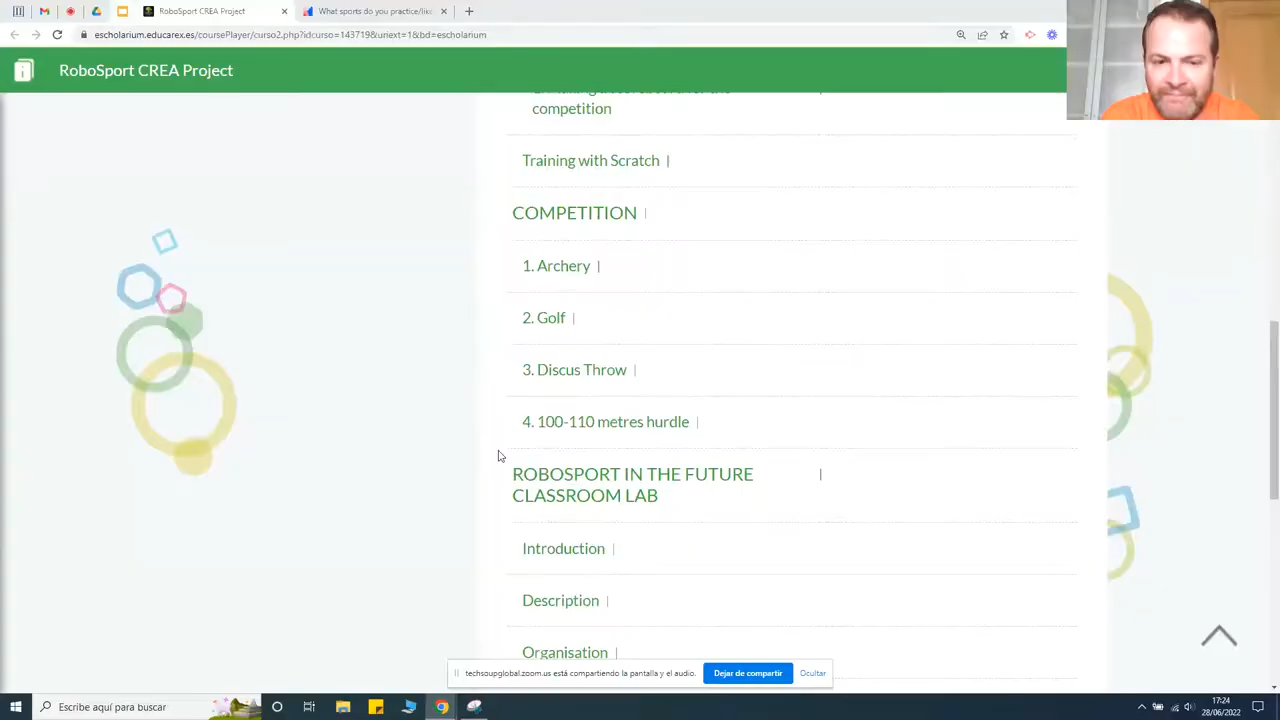 RoboSport CREA Project
What sports do you practice/lik
escholarium.educarex.es/coursePlayer/curso2.php?idcurso=143719&uriext=1&bd=escholarium
RoboSport CREA Project
competition
Training with Scratch
COMPETITION
1. Archery
2. Golf
3. Discus Throw
4. 100-110 metres hurdle
ROBOSPORT IN THE FUTURE
CLASSROOM LAB
Introduction
Description
Organisation
techsoupglobal.zoom.us está compartiendo la pantalla y el audio.
Dejar de compartir
Ocultar
Escribe aquí para buscar
17:24
28/06/2022